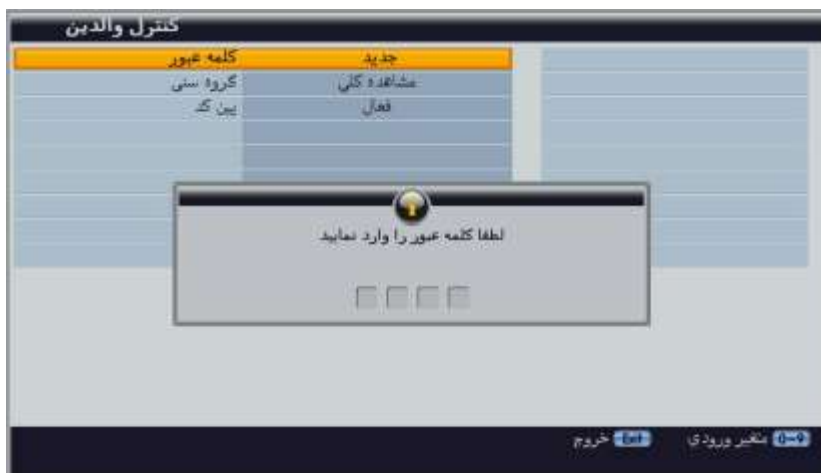 کنترل والدین
کلمه عبور جدید
گروه سنی مشاهده کلی
پین کد فعال
لطفا کلمه عبور را وارد نمایید
0-9 متغیر ورودی Exit خروج